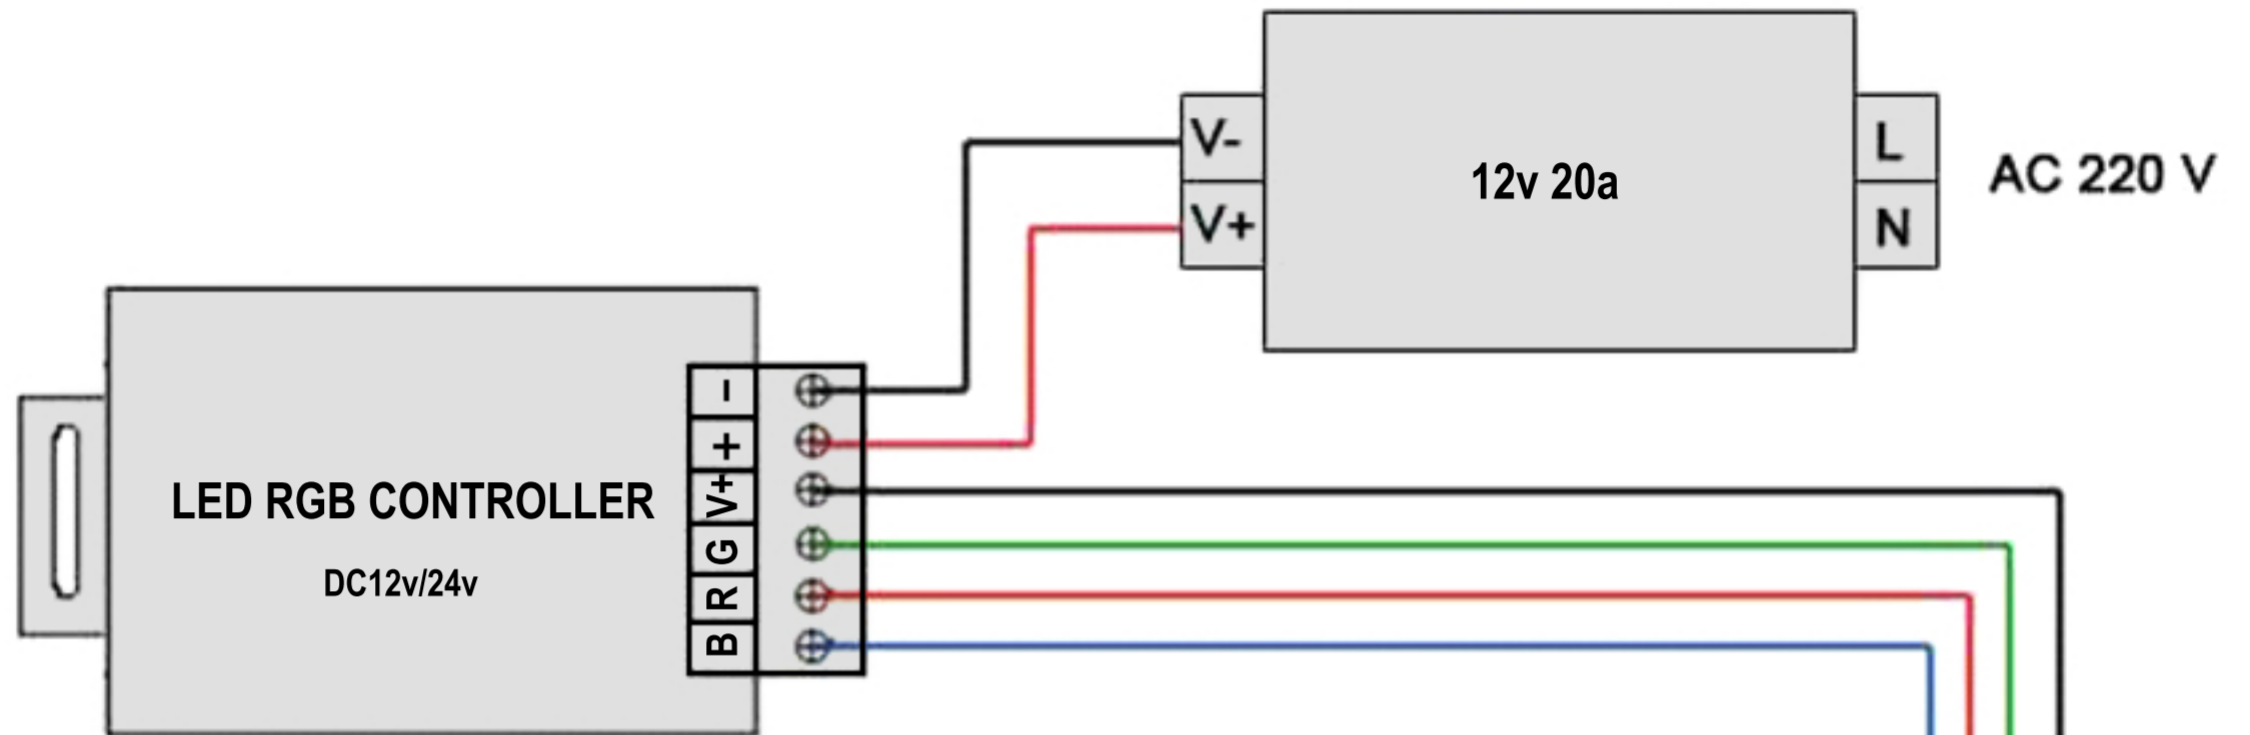 V-
V+
12v 20a
L
N
AC 220 V
LED RGB CONTROLLER
DC12v/24v
-
+
V+
G
R
B